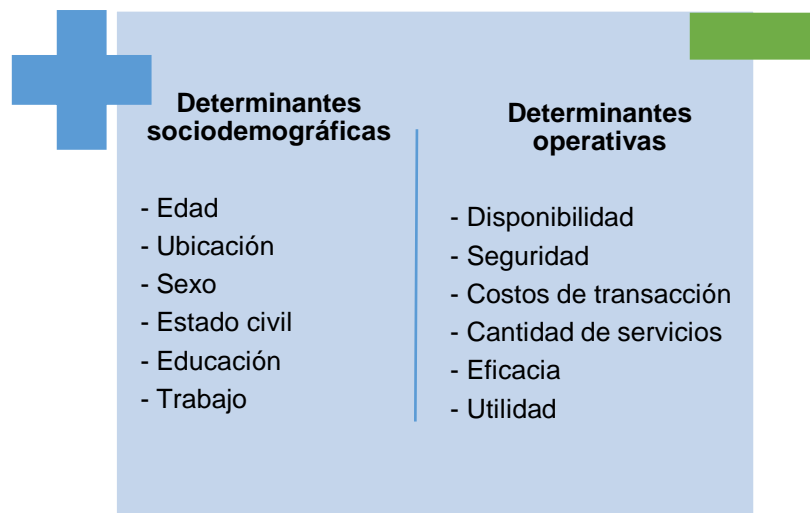 Determinantes
sociodemográficas
- Edad
- Ubicación
- Sexo
- Estado civil
- Educación
- Trabajo
Determinantes
operativas
- Disponibilidad
- Seguridad
- Costos de transacción
- Cantidad de servicios
- Eficacia
- Utilidad